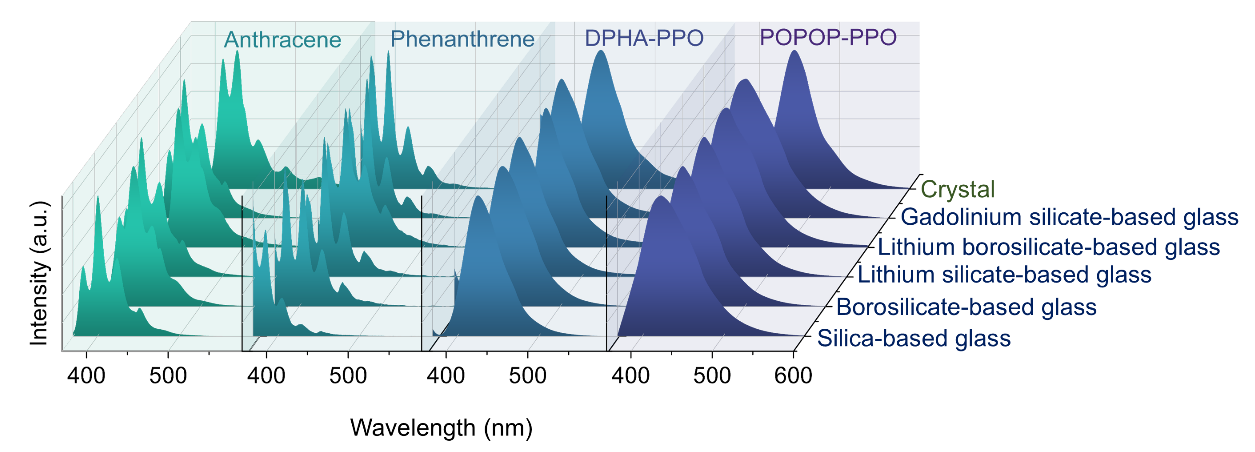 Anthracene
Phenanthrene
DPHA-PPO
POPOP-PPO
Intensity (a.u.)
Crystal
Gadolinium silicate-based glass
Lithium borosilicate-based glass
Lithium silicate-based glass
Borosilicate-based glass
Silica-based glass
400 500 400 500 400 500 400 500 600
Wavelength (nm)